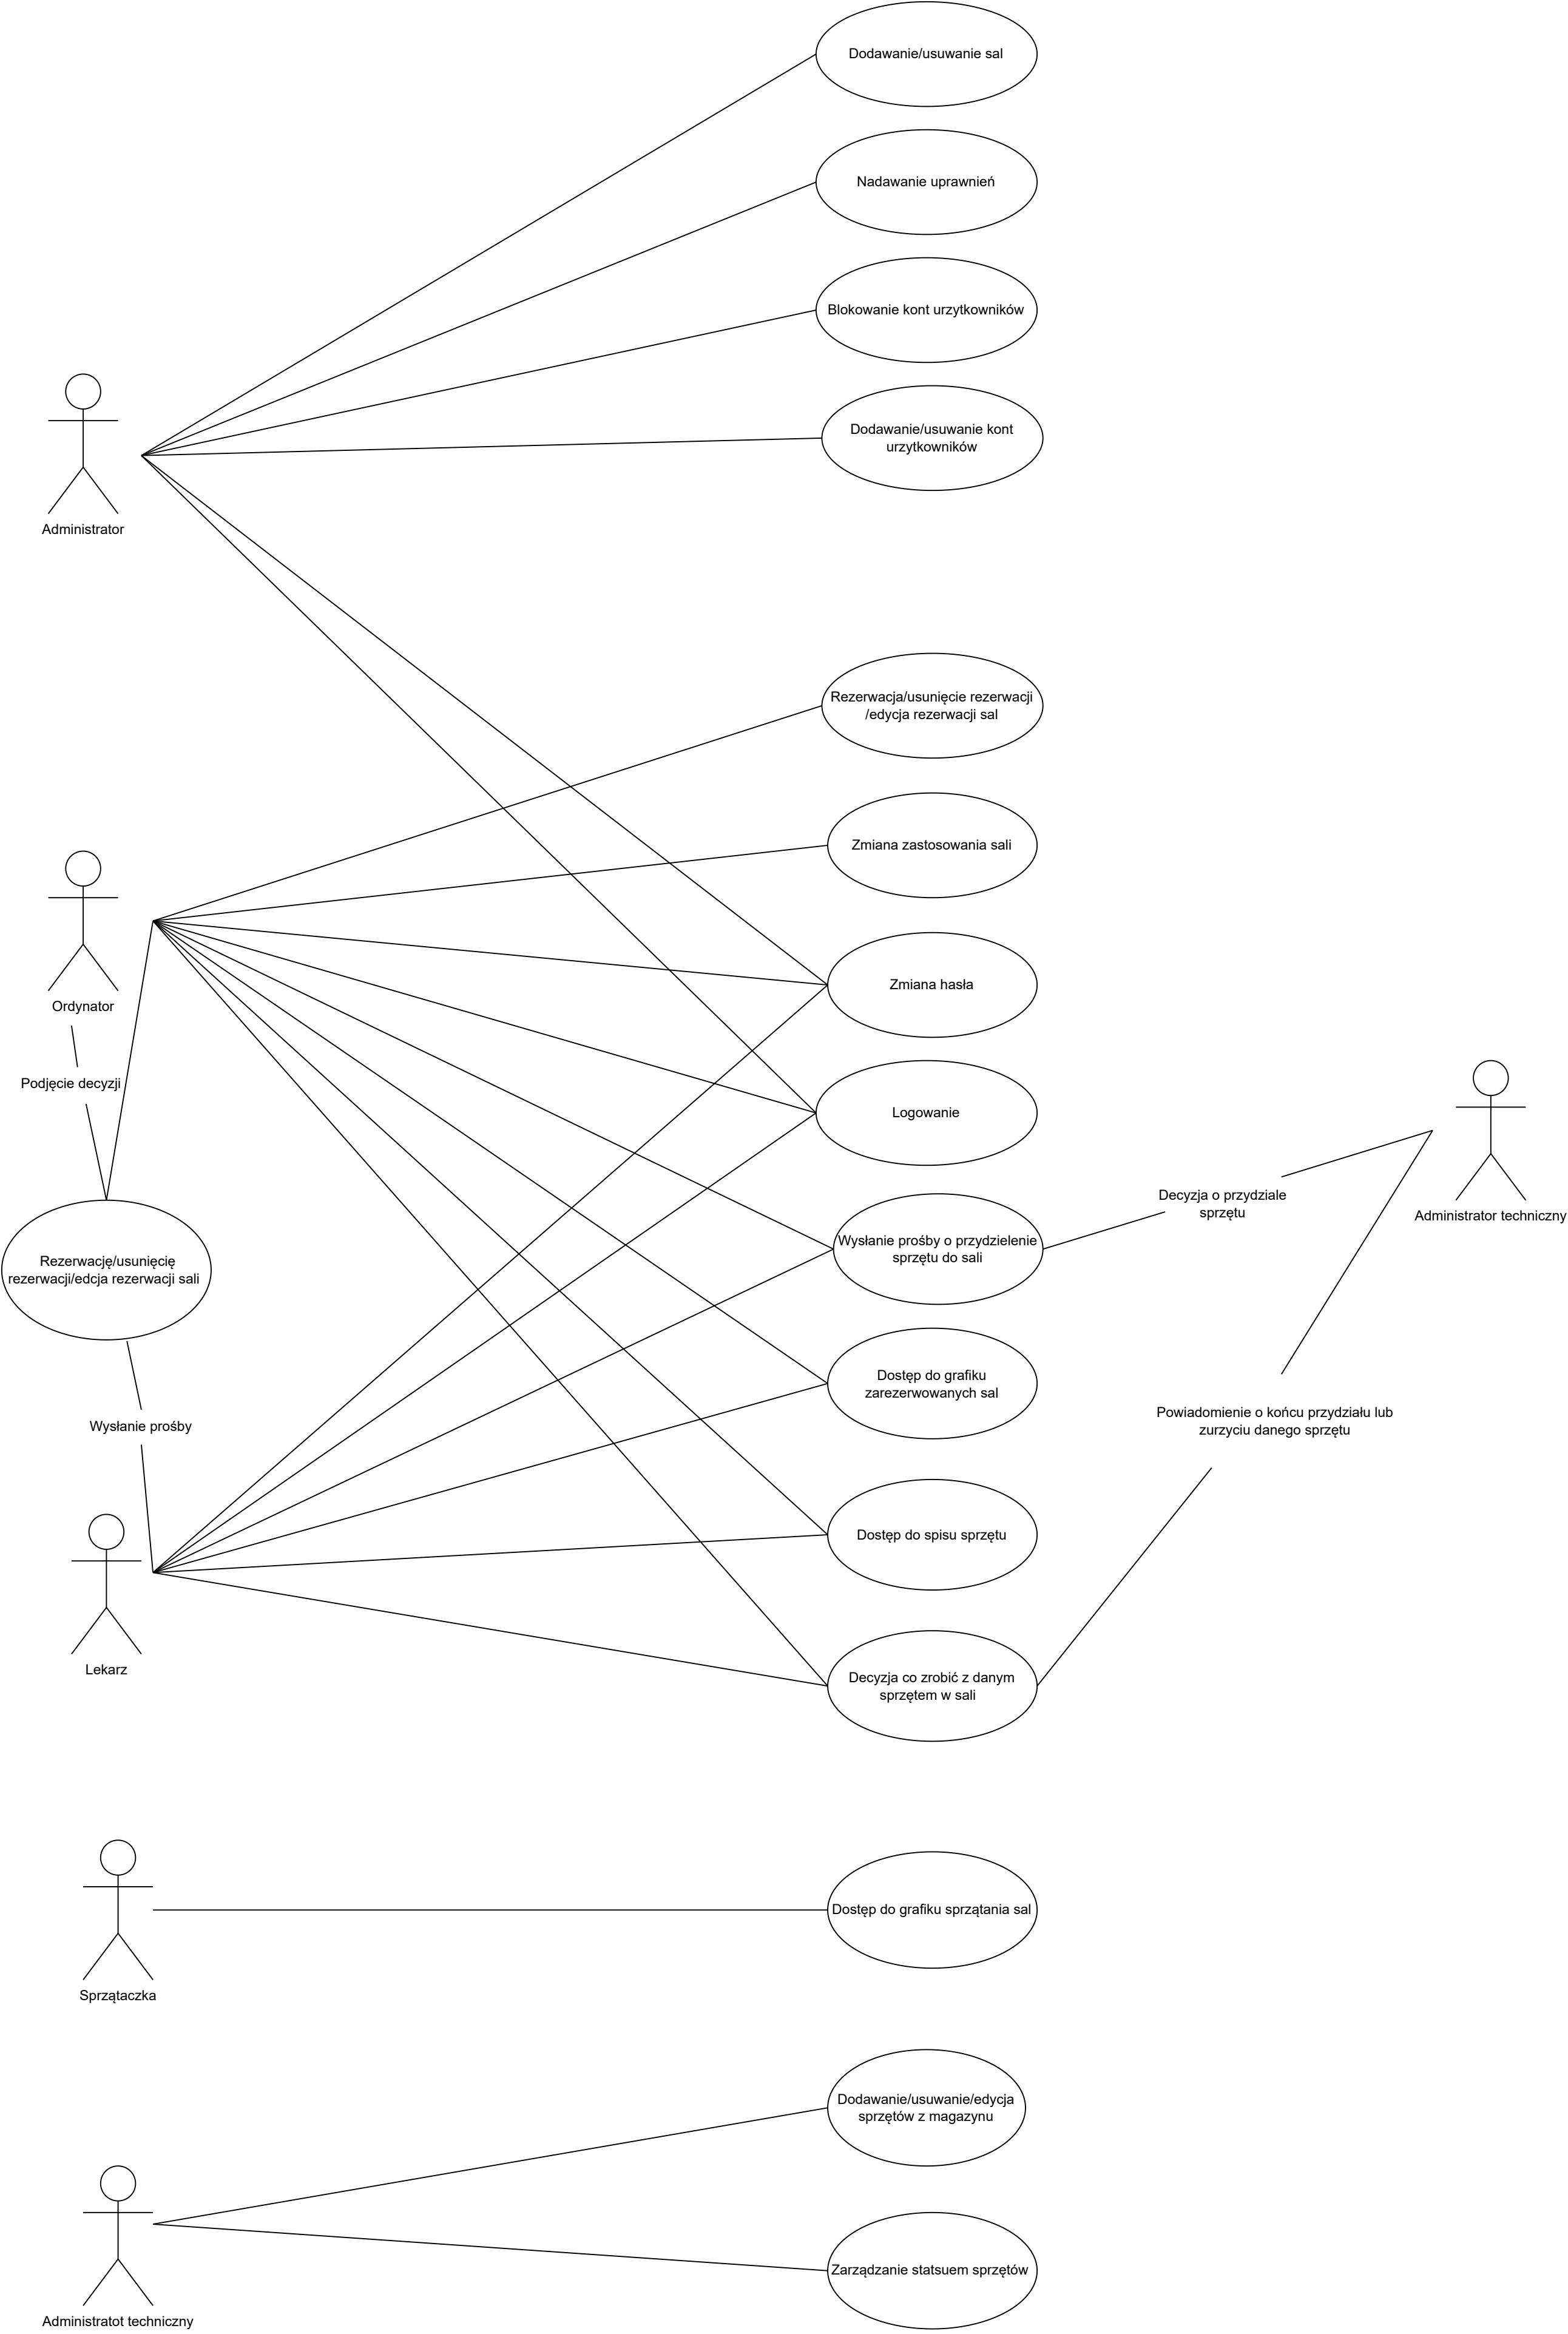 Dodawanie/usuwanie sal
Nadawanie uprawnień
Blokowanie kont urzytkowników
Dodawanie/usuwanie kont
urzytkowników
Administrator
Rezerwacja/usunięcie rezerwacji
/edycja rezerwacji sal
Zmiana zastosowania sali
Zmiana hasła
Ordynator
Podjęcie decyzji
Logowanie
Decyzja o przydziale
sprzętu
Administrator techniczny
Wysłanie prośby o przydzielenie
sprzętu do sali
Rezerwację/usunięcię
rezerwacji/edcja rezerwacji sali
Dostęp do grafiku
zarezerwowanych sal
Powiadomienie o końcu przydziału lub
zurzyciu danego sprzętu
Wysłanie prośby
Dostęp do spisu sprzętu
Lekarz
Decyzja co zrobić z danym
sprzętem w sali
Dostęp do grafiku sprzątania sal
Sprzątaczka
Dodawanie/usuwanie/edycja
sprzętów z magazynu
Zarządzanie statsuem sprzętów
Administratot techniczny